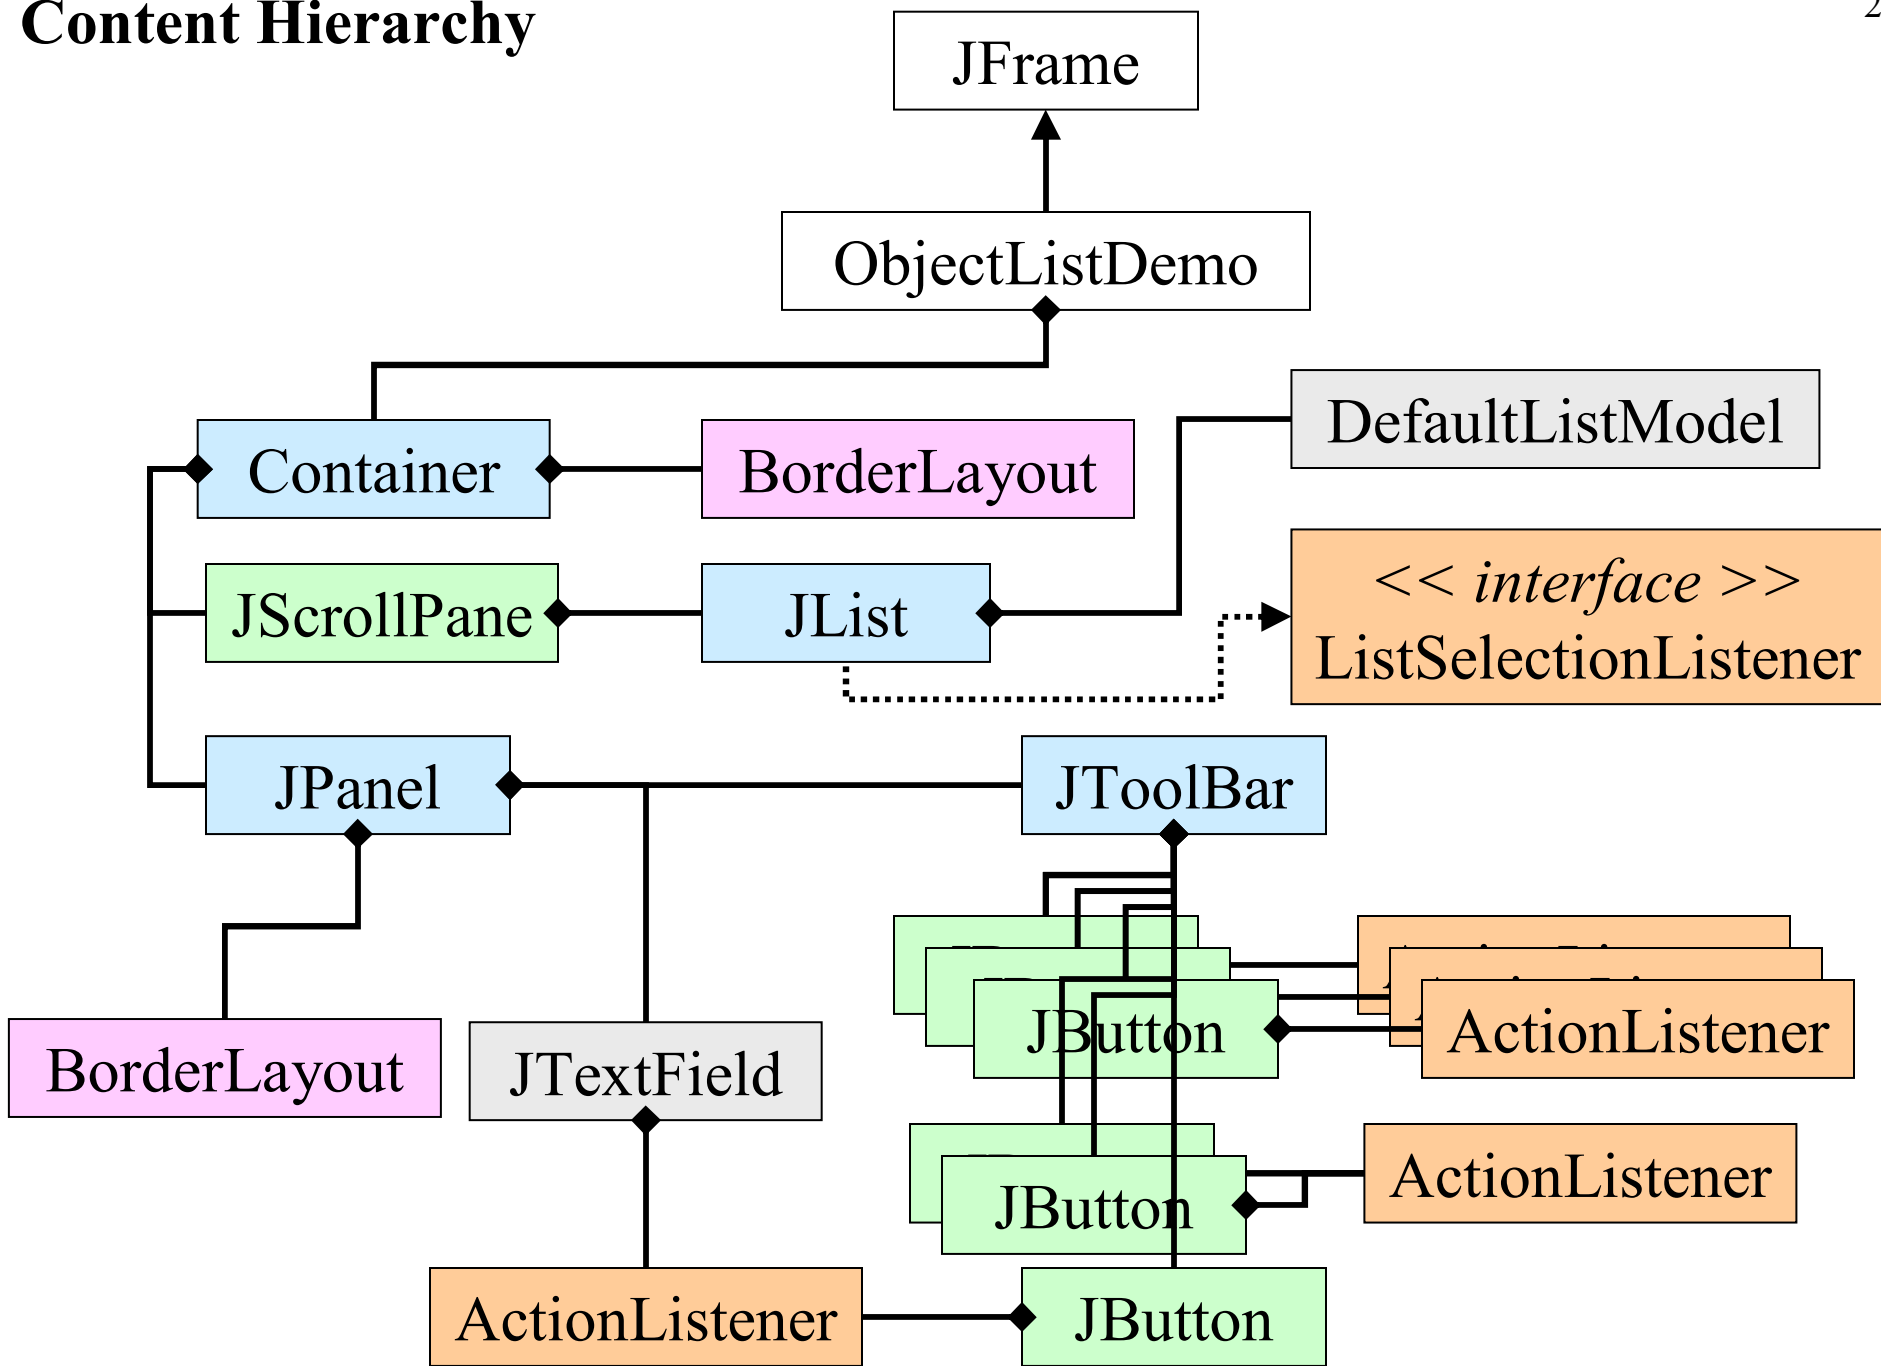 Content Hierarchy
2
JFrame
ObjectListDemo
DefaultListModel
Container
BorderLayout
<< interface >>
ListSelectionListener
JScrollPane
JList
JPanel
JToolBar
JButton
ActionListener
BorderLayout
JTextField
JButton
ActionListener
ActionListener
JButton